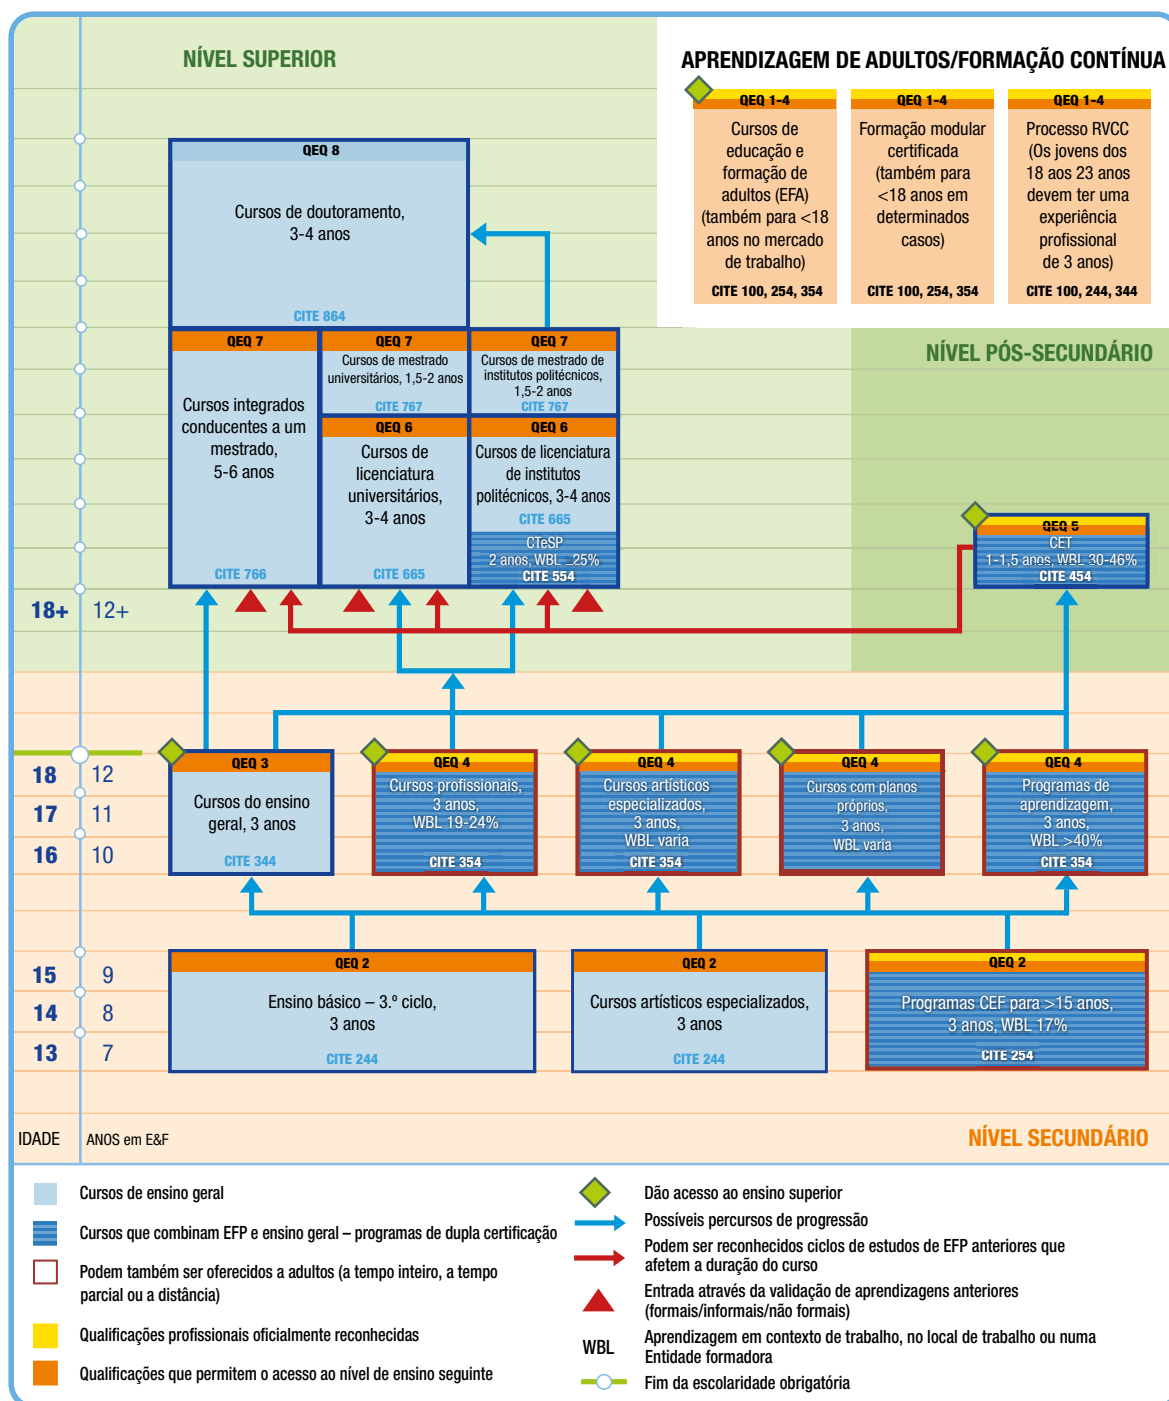 NÍVEL SUPERIOR
APRENDIZAGEM DE ADULTOS/FORMAÇÃO CONTÍNUA
QEQ 1-4
Cursos de
educação e
formação de
adultos (EFA)
(também para <18
anos no mercado
de trabalho)
CITE 100, 254, 354
QEQ 1-4
Formação modular
certificada
(também para
<18 anos em
determinados
casos)
CITE 100, 254, 354
QEQ 1-4
Processo RVCC
(Os jovens dos
18 aos 23 anos
devem ter uma
experiência
profissional
de 3 anos)
CITE 100, 244, 344
QEQ 8
Cursos de doutoramento,
3-4 anos
CITE 864
NÍVEL PÓS-SECUNDÁRIO
QEQ 7
Cursos integrados
conducentes a um
mestrado,
5-6 anos
CITE 766
QEQ 7
Cursos de mestrado
universitários, 1,5-2 anos
CITE 767
QEQ 6
Cursos de
licenciatura
universitários,
3-4 anos
CITE 665
QEQ 7
Cursos de mestrado de
institutos politécnicos,
1,5-2 anos
CITE 767
QEQ 6
Cursos de licenciatura
de institutos
politécnicos, 3-4 anos
CITE 665
CTeSP
2 anos, WBL ≥25%
CITE 554
QEQ 5
CET
1-1,5 anos, WBL 30-46%
CITE 454
18+ 12+
18 12
17 11
16 10
QEQ 3
Cursos do ensino
geral, 3 anos
CITE 344
QEQ 4
Cursos profissionais,
3 anos,
WBL 19-24%
CITE 354
QEQ 4
Cursos artísticos
especializados,
3 anos,
WBL varia
CITE 354
QEQ 4
Cursos com planos
próprios,
3 anos,
WBL varia
QEQ 4
Programas de
aprendizagem,
3 anos,
WBL >40%
CITE 354
15 9
14 8
13 7
QEQ 2
Ensino básico – 3.º ciclo,
3 anos
CITE 244
QEQ 2
Cursos artísticos especializados,
3 anos
CITE 244
QEQ 2
Programas CEF para >15 anos,
3 anos, WBL 17%
CITE 254
IDADE ANOS em E&F
NÍVEL SECUNDÁRIO
Cursos de ensino geral
Cursos que combinam EFP e ensino geral – programas de dupla certificação
Podem também ser oferecidos a adultos (a tempo inteiro, a tempo
parcial ou a distância)
Qualificações profissionais oficialmente reconhecidas
Qualificações que permitem o acesso ao nível de ensino seguinte
Dão acesso ao ensino superior
Possíveis percursos de progressão
Podem ser reconhecidos ciclos de estudos de EFP anteriores que
afetem a duração do curso
Entrada através da validação de aprendizagens anteriores
(formais/informais/não formais)
WBL Aprendizagem em contexto de trabalho, no local de trabalho ou numa
Entidade formadora
Fim da escolaridade obrigatória